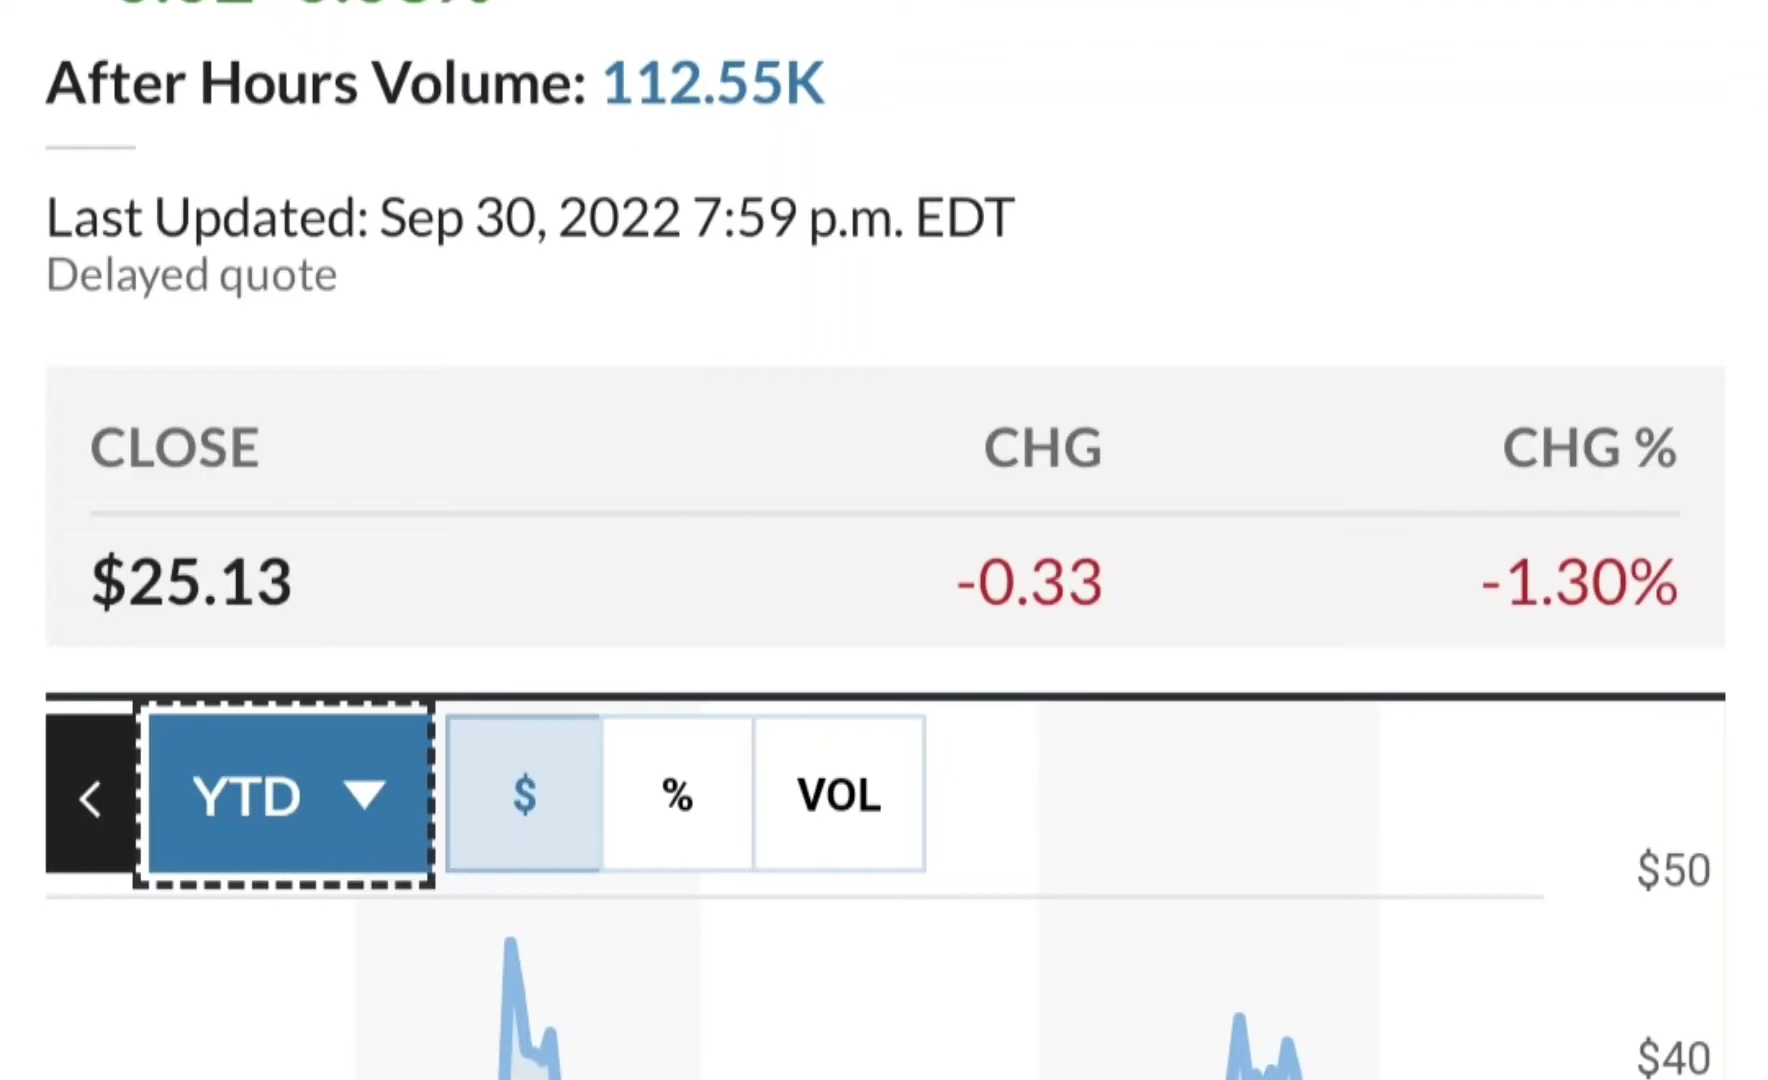 After Hours Volume: 112.55K
Last Updated: Sep 30, 2022 7:59 p.m. EDT
Delayed quote
CLOSE CHG CHG %
$25.13 -0.33 -1.30%
YTD $ % VOL
$50
$40